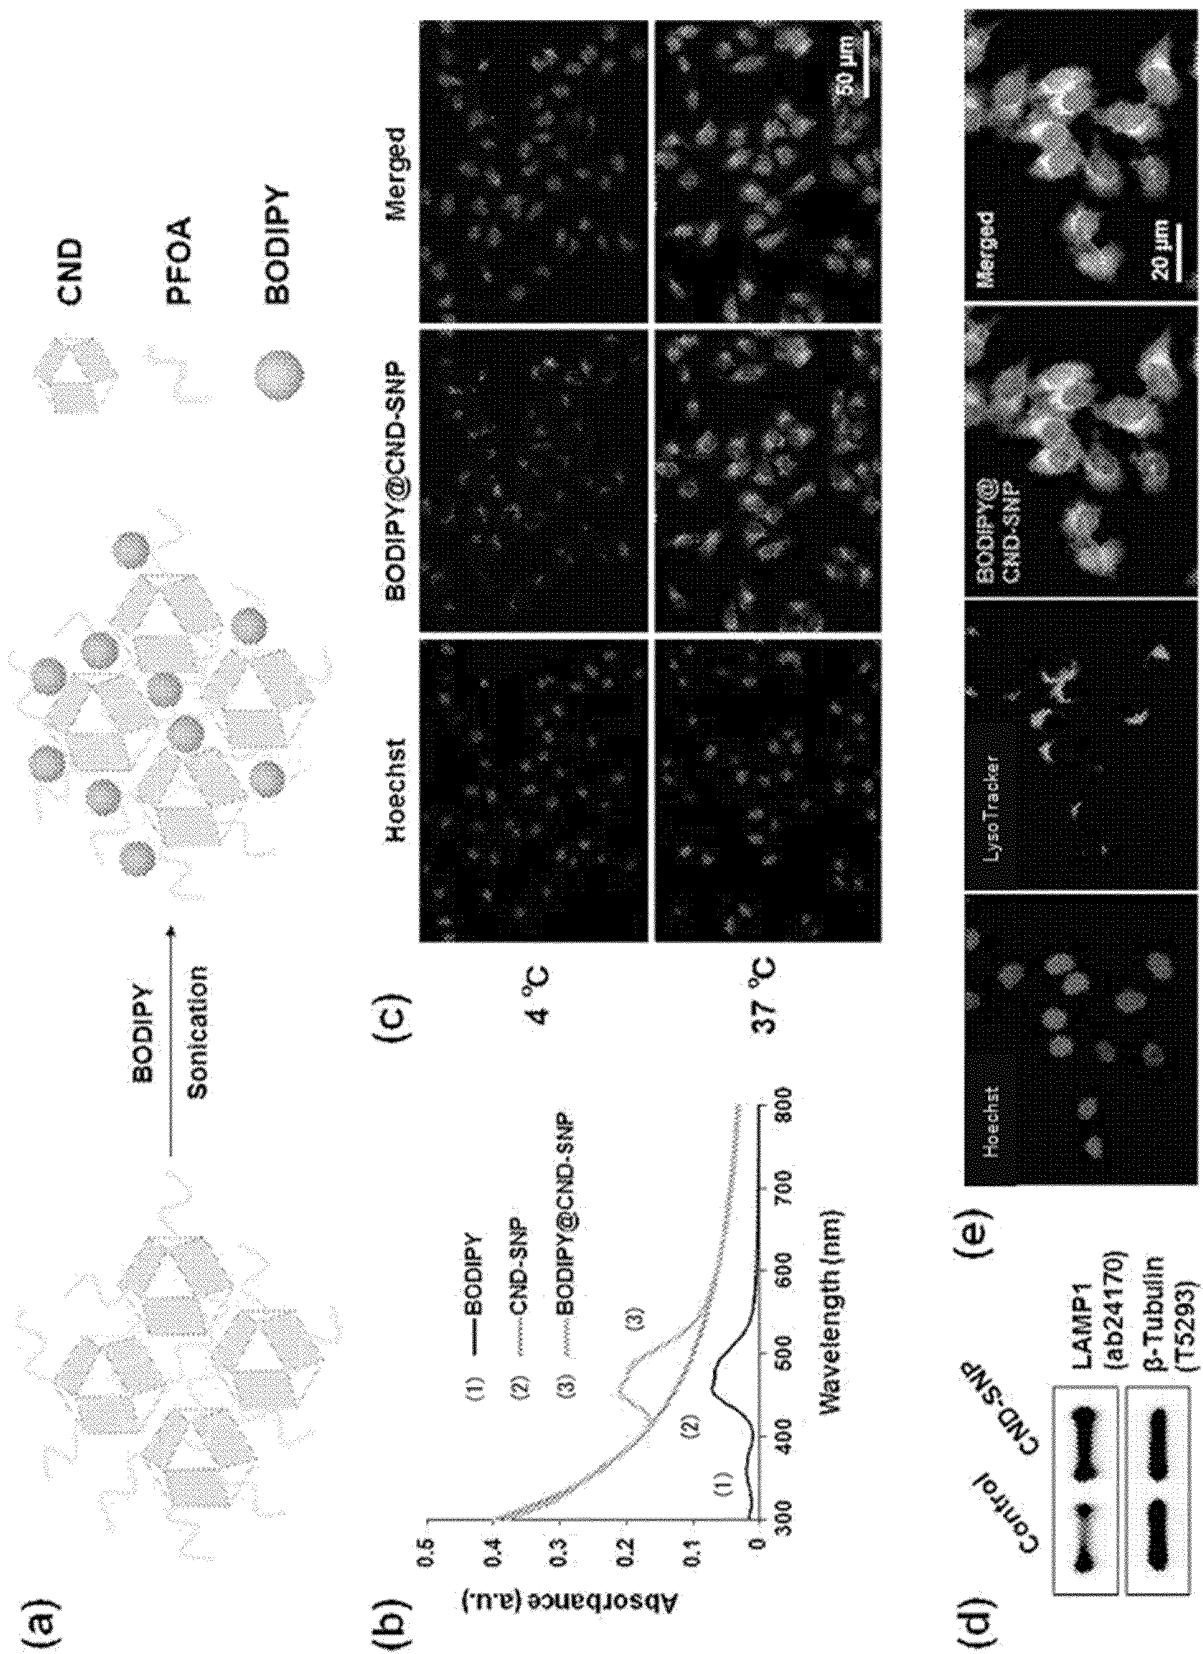 (a)
BODIPY
Sonication
CND
PFOA
BODIPY
(b)
Absorbance (a.u.)
0.5
0.4
0.3
0.2
0.1
0
300
400
500
600
700
800
Wavelength (nm)
(1) BODIPY
(2) CND-SNP
(3) BODIPY@CND-SNP
(1)
(2)
(3)
(c)
Hoechst
BODIPY@CND-SNP
Merged
4 °C
37 °C
50 µm
(d)
Control
CND-SNP
LAMP1
(ab24170)
β-Tubulin
(T5293)
(e)
Hoechst
LysoTracker
BODIPY@
CND-SNP
Merged
20 µm